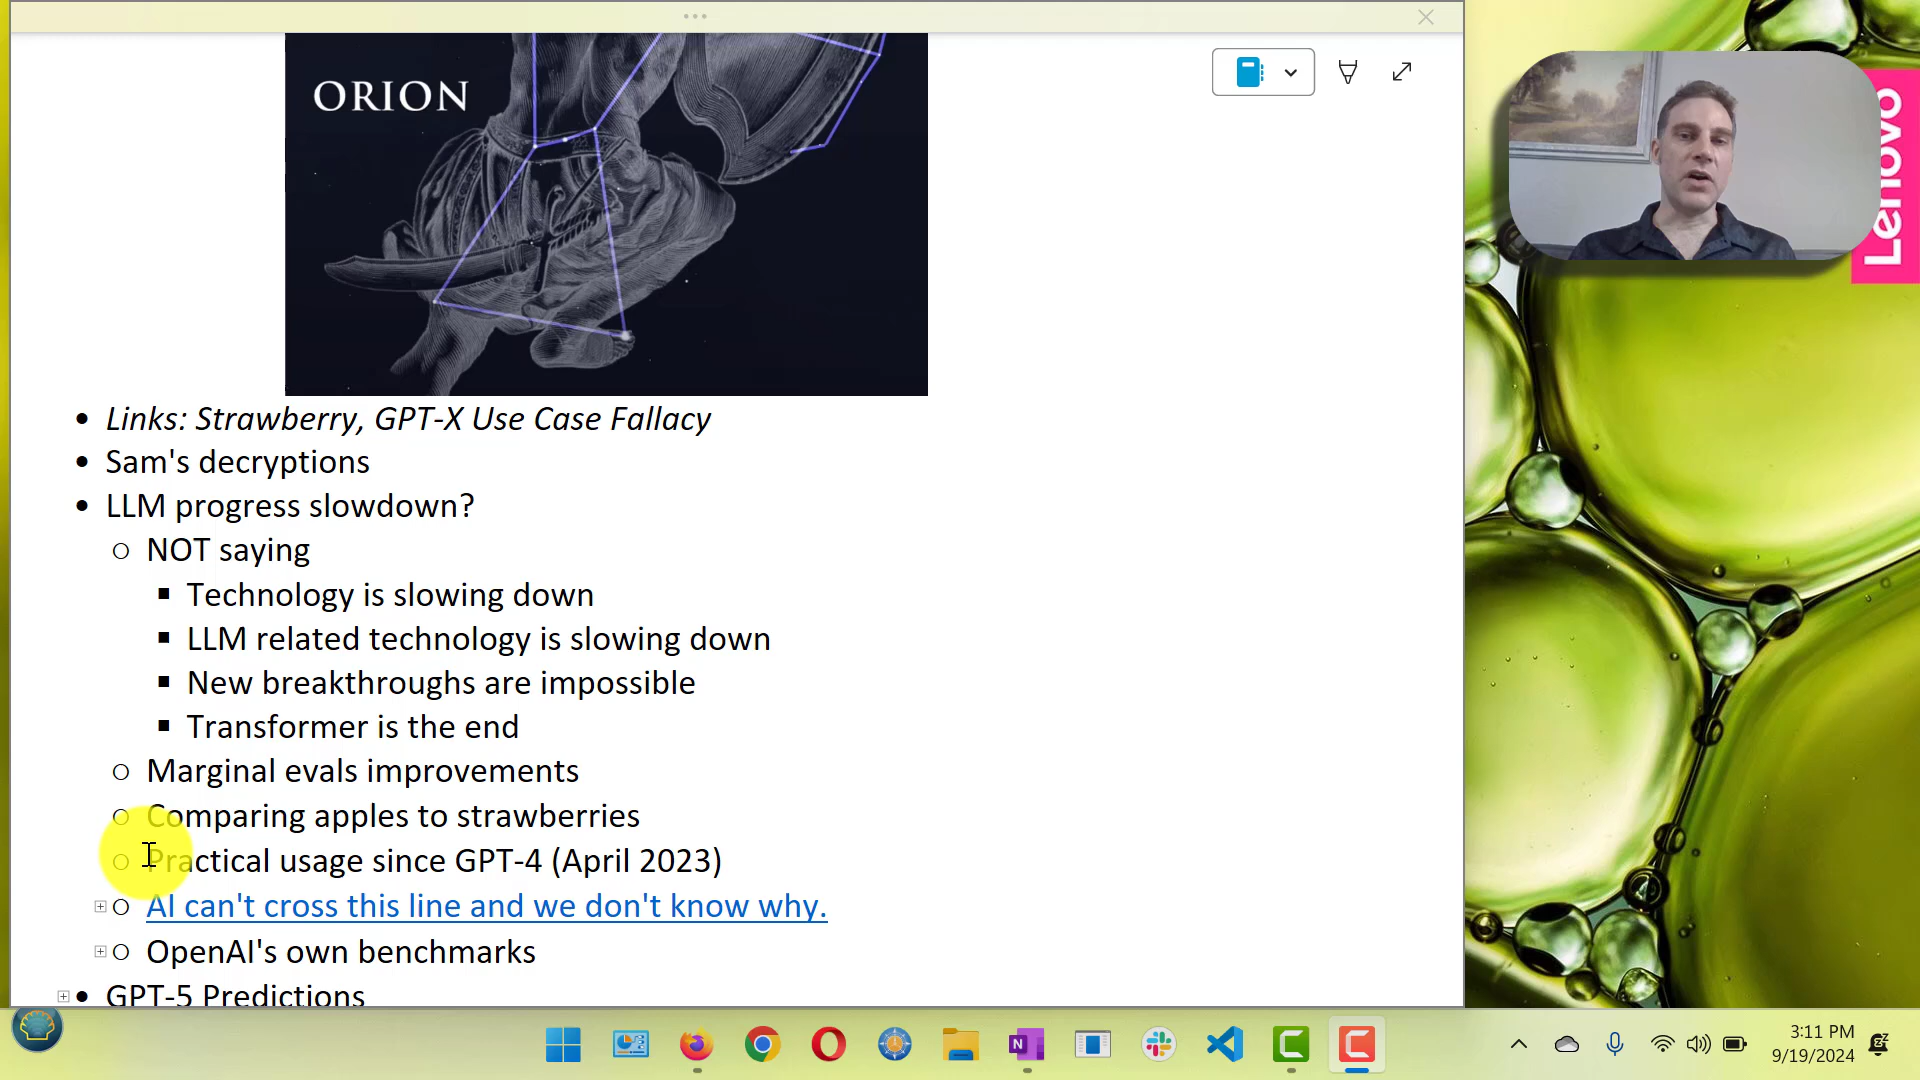 ORION
Lenovo
• Links: Strawberry, GPT-X Use Case Fallacy
• Sam's decryptions
• LLM progress slowdown?
○ NOT saying
▪ Technology is slowing down
▪ LLM related technology is slowing down
▪ New breakthroughs are impossible
▪ Transformer is the end
○ Marginal evals improvements
○ Comparing apples to strawberries
○ Practical usage since GPT-4 (April 2023)
○ AI can't cross this line and we don't know why.
○ OpenAI's own benchmarks
• GPT-5 Predictions
3:11 PM
9/19/2024